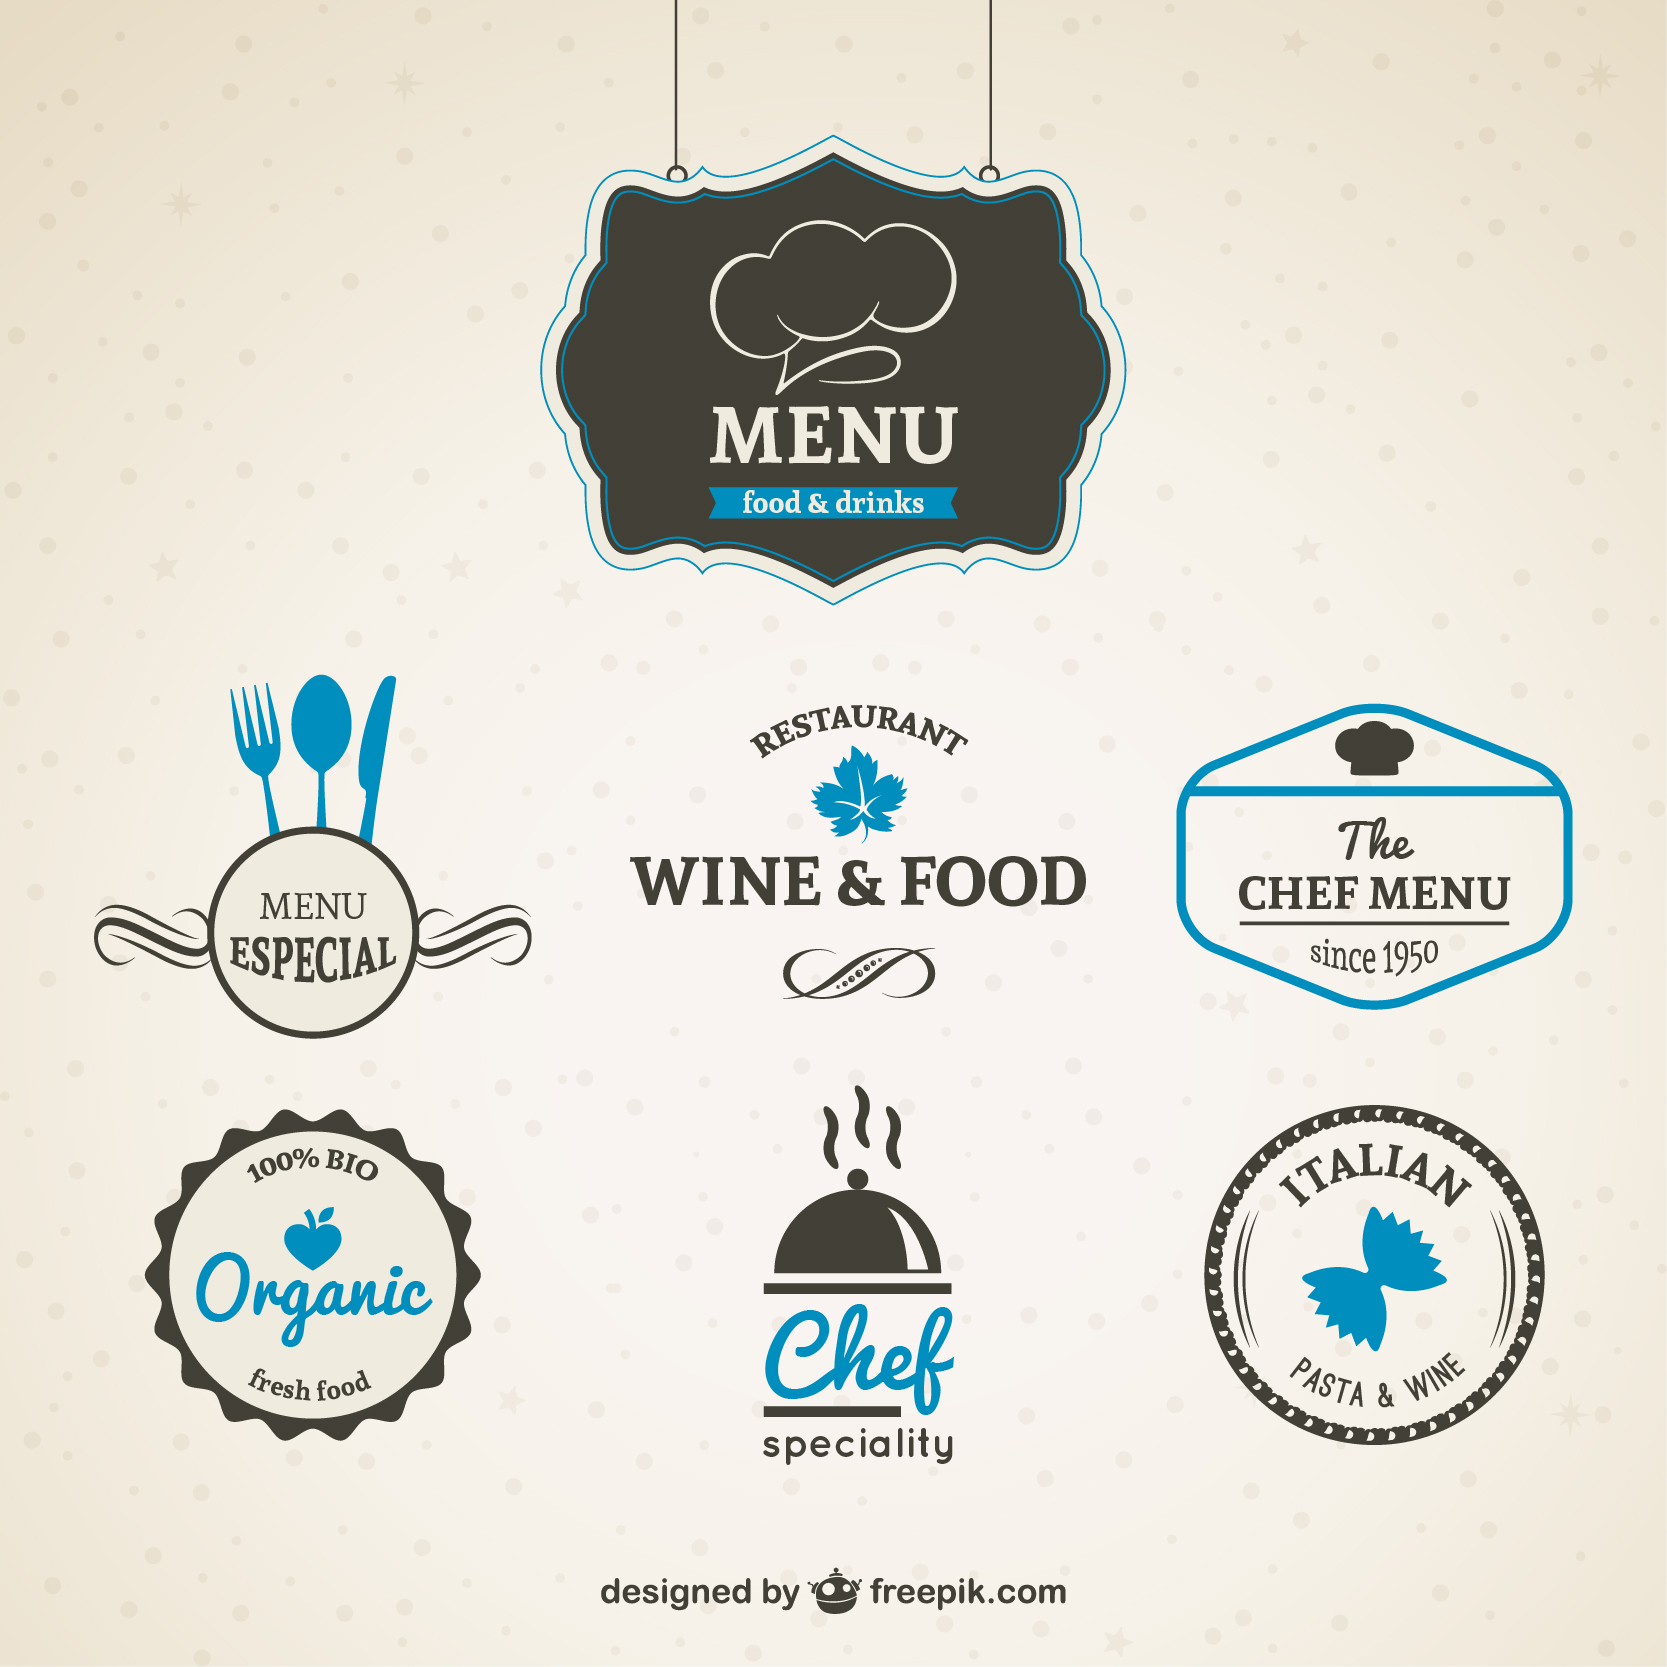 MENU
food & drinks
MENU
ESPECIAL
RESTAURANT
WINE & FOOD
The
CHEF MENU
since 1950
100% BIO
Organic
fresh food
Chef
speciality
ITALIAN
PASTA & WINE
designed by freepik.com